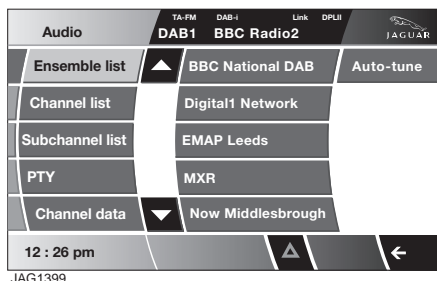 TA-FM DAB-i Link DPLII
Audio DAB1 BBC Radio2 JAGUAR
Ensemble list BBC National DAB Auto-tune
Channel list Digital1 Network
Subchannel list EMAP Leeds
PTY MXR
Channel data Now Middlesbrough
12 : 26 pm
JAG1399